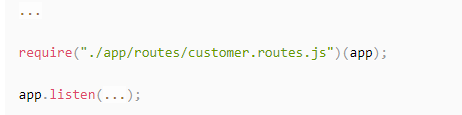 ...
require("./app/routes/customer.routes.js")(app);
app.listen(...);